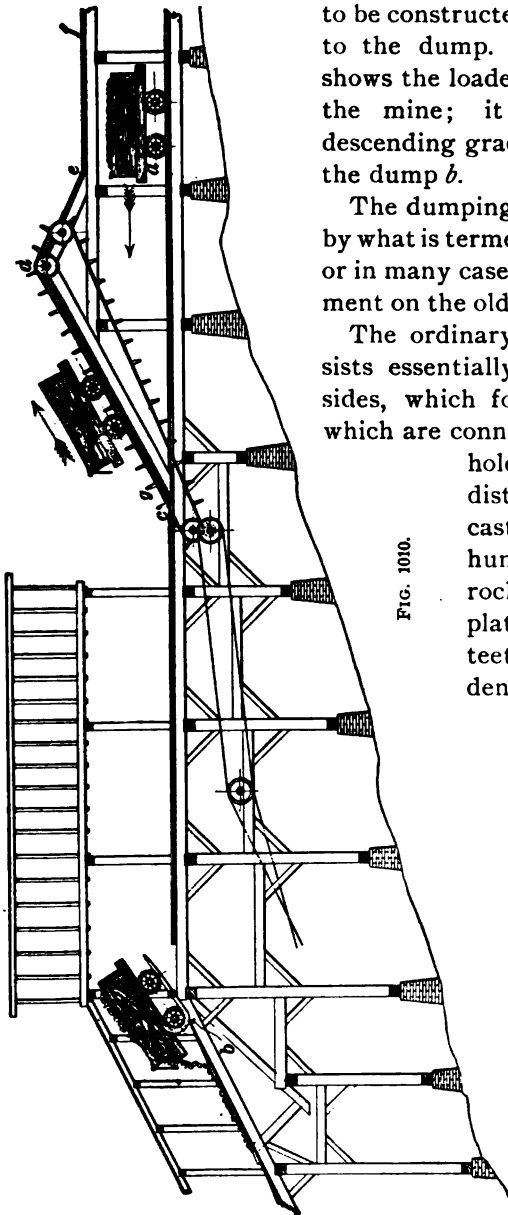 to be constructe
to the dump.
shows the loade
the mine; it
descending grac
the dump b.
The dumping
by what is terme
or in many case
ment on the old
The ordinary
sists essentially
sides, which fo
which are conn
hole
dist
cast
hun
rock
plat
teet
den
FIG. 1010.
f
e
a
d
g
c
b